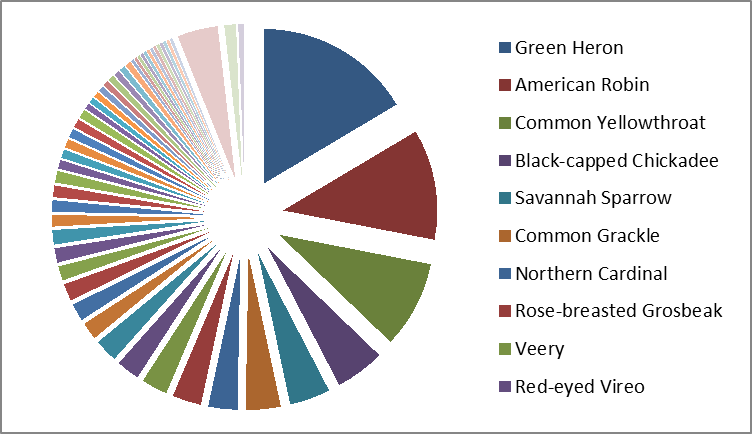 Green Heron
American Robin
Common Yellowthroat
Black-capped Chickadee
Savannah Sparrow
Common Grackle
Northern Cardinal
Rose-breasted Grosbeak
Veery
Red-eyed Vireo